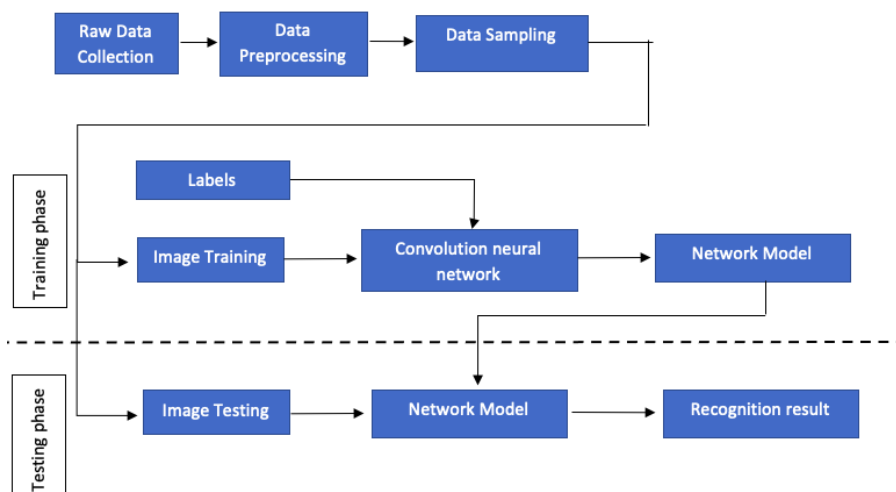 Raw Data
Collection
Data
Preprocessing
Data Sampling
Training phase
Labels
Image Training
Convolution neural
network
Network Model
Testing phase
Image Testing
Network Model
Recognition result